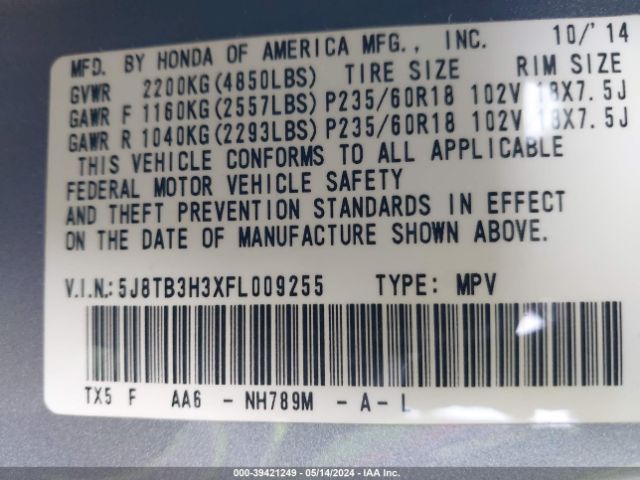 MFD. BY HONDA OF AMERICA MFG., INC. 10/'14
GVWR 2200KG(4850LBS) TIRE SIZE RIM SIZE
GAWR F 1160KG(2557LBS) P235/60R18 102V 18X7.5J
GAWR R 1040KG(2293LBS) P235/60R18 102V 18X7.5J
THIS VEHICLE CONFORMS TO ALL APPLICABLE
FEDERAL MOTOR VEHICLE SAFETY
AND THEFT PREVENTION STANDARDS IN EFFECT
ON THE DATE OF MANUFACTURE SHOWN ABOVE.
V.I.N.: 5J8TB3H3XFL009255 TYPE: MPV
TX5 F AA6 - NH789M - A - L
000-39421249 - 05/14/2024 - IAA Inc.